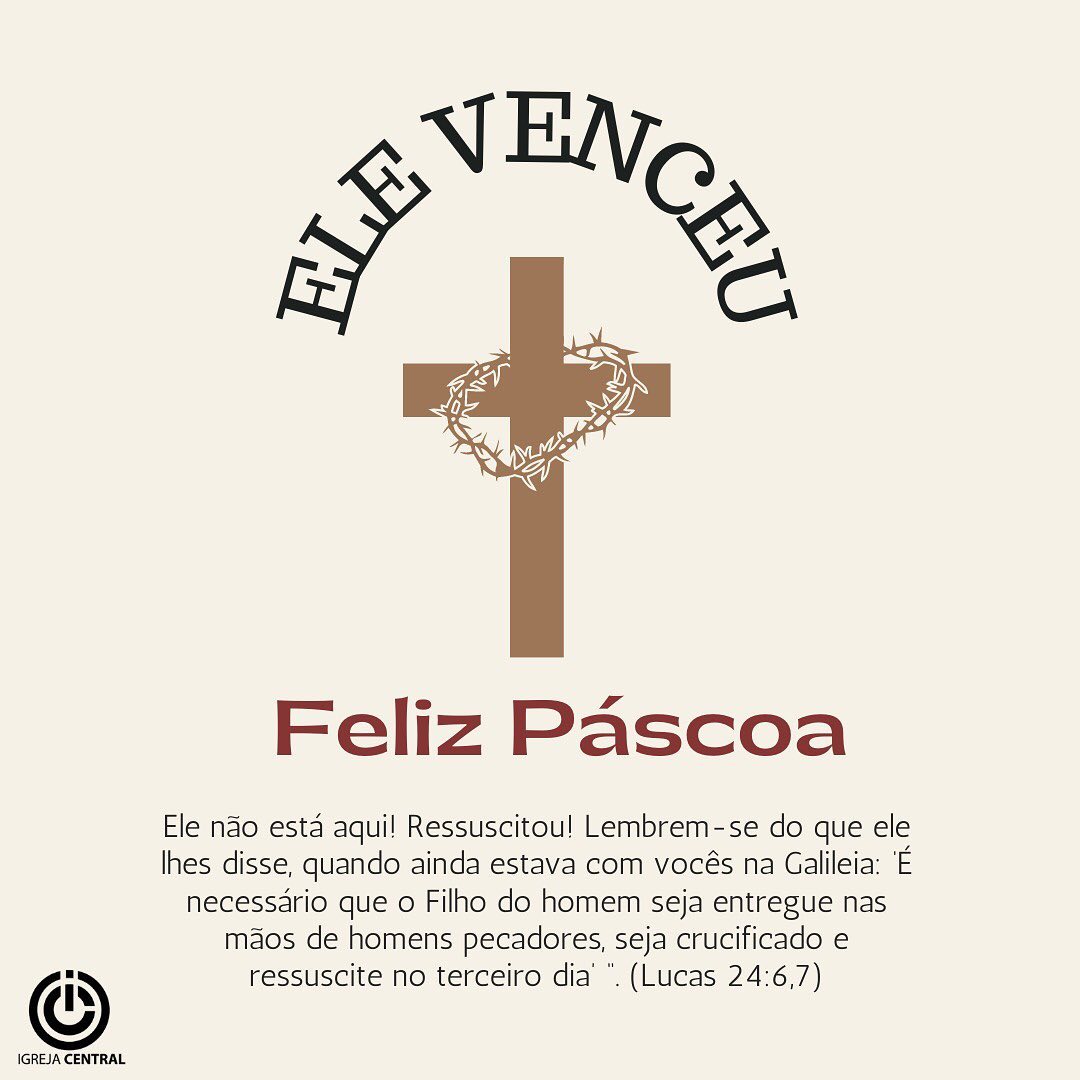 ELE VENCEU
Feliz Páscoa
Ele não está aqui! Ressuscitou! Lembrem-se do que ele
lhes disse, quando ainda estava com vocês na Galileia: 'É
necessário que o Filho do homem seja entregue nas
mãos de homens pecadores, seja crucificado e
ressuscite no terceiro dia' ". (Lucas 24:6,7)
IGREJA CENTRAL